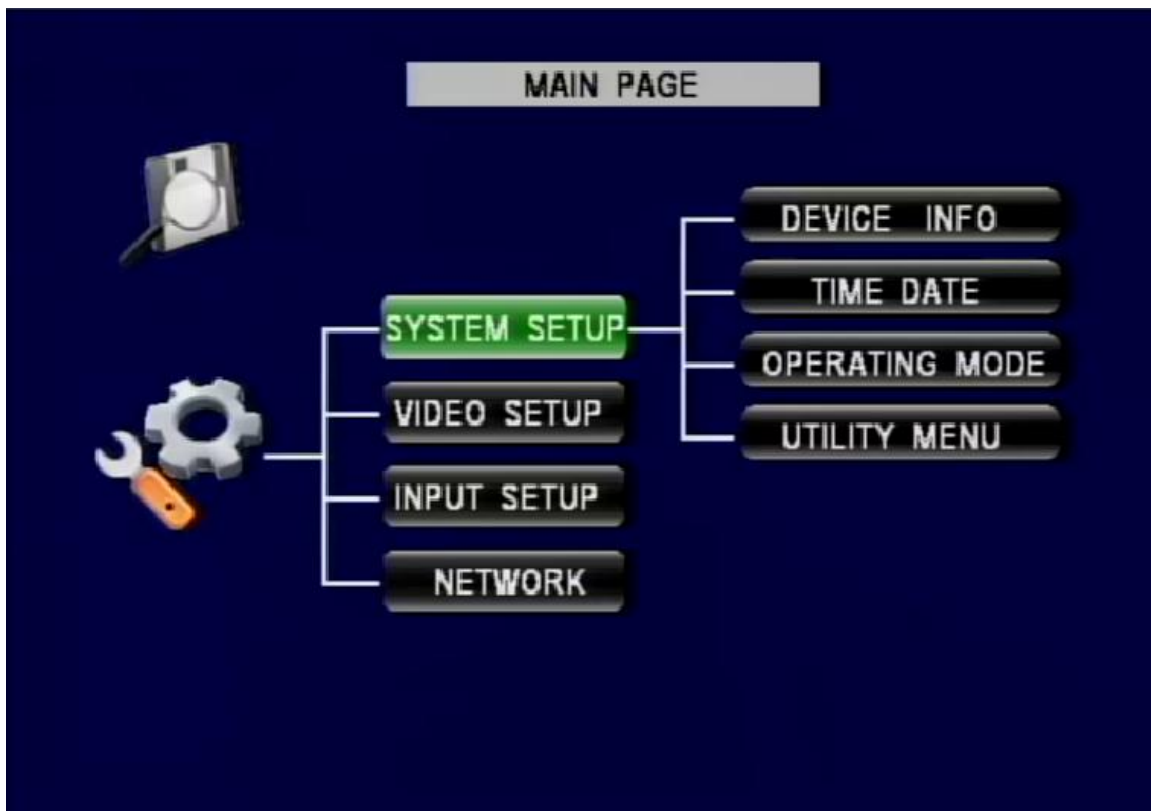 MAIN PAGE
SYSTEM SETUP
VIDEO SETUP
INPUT SETUP
NETWORK
DEVICE INFO
TIME DATE
OPERATING MODE
UTILITY MENU